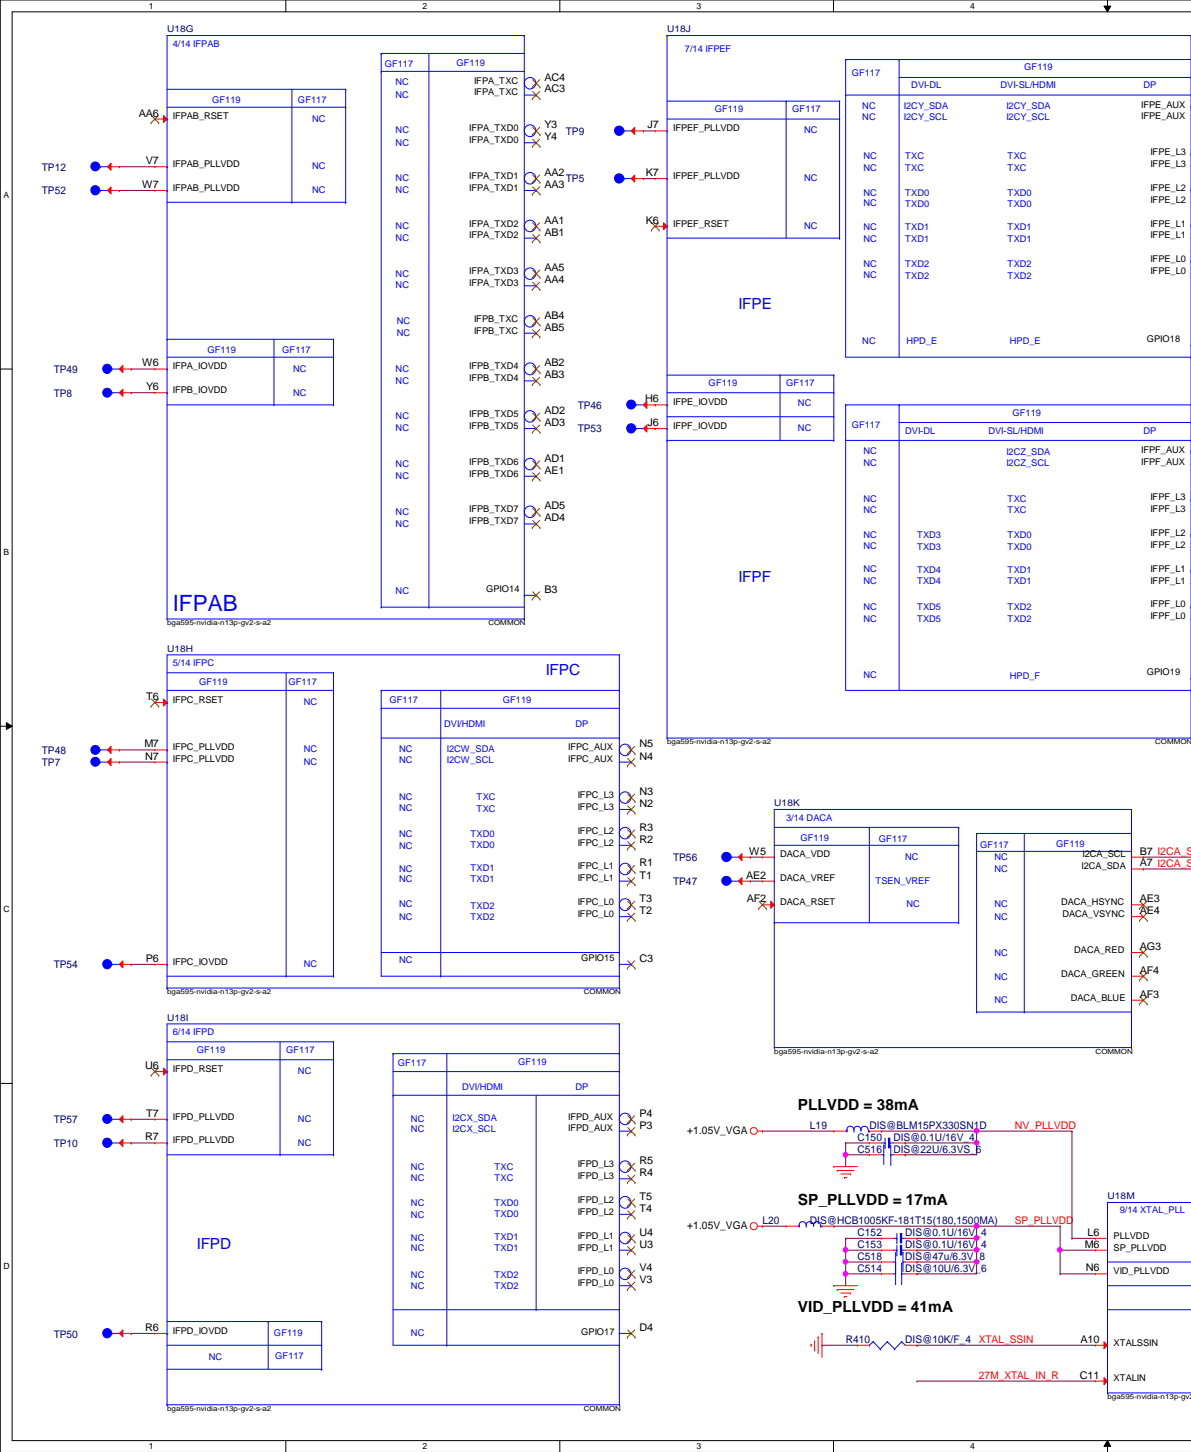 1 2 3 4
U18G
4/14 IFPAB
GF119 GF117
AA6 IFPAB_RSET NC
TP12 V7 IFPAB_PLLVDD NC
TP52 W7 IFPAB_PLLVDD NC
GF119 GF117
TP49 W6 IFPA_IOVDD NC
TP8 Y6 IFPB_IOVDD NC
GF117 GF119
NC IFPA_TXC AC4
NC IFPA_TXC AC3
NC IFPA_TXD0 Y3
NC IFPA_TXD0 Y4
NC IFPA_TXD1 AA2
NC IFPA_TXD1 AA3
NC IFPA_TXD2 AA1
NC IFPA_TXD2 AB1
NC IFPA_TXD3 AA5
NC IFPA_TXD3 AA4
NC IFPB_TXC AB4
NC IFPB_TXC AB5
NC IFPB_TXD4 AB2
NC IFPB_TXD4 AB3
NC IFPB_TXD5 AD2
NC IFPB_TXD5 AD3
NC IFPB_TXD6 AD1
NC IFPB_TXD6 AE1
NC IFPB_TXD7 AD5
NC IFPB_TXD7 AD4
NC GPIO14 B3
IFPAB
bga595-nvidia-n13p-gv2-s-a2 COMMON
U18J
7/14 IFPEF
GF119 GF117
TP9 J7 IFPEF_PLLVDD NC
TP5 K7 IFPEF_PLLVDD NC
K6 IFPEF_RSET NC
IFPE
GF119 GF117
TP46 H6 IFPE_IOVDD NC
TP53 J6 IFPF_IOVDD NC
IFPF
GF117 GF119
DVI-DL DVI-SL/HDMI DP
NC I2CY_SDA I2CY_SDA IFPE_AUX
NC I2CY_SCL I2CY_SCL IFPE_AUX
NC TXC TXC IFPE_L3
NC TXC TXC IFPE_L3
NC TXD0 TXD0 IFPE_L2
NC TXD0 TXD0 IFPE_L2
NC TXD1 TXD1 IFPE_L1
NC TXD1 TXD1 IFPE_L1
NC TXD2 TXD2 IFPE_L0
NC TXD2 TXD2 IFPE_L0
NC HPD_E HPD_E GPIO18
GF117 GF119
DVI-DL DVI-SL/HDMI DP
NC I2CZ_SDA IFPF_AUX
NC I2CZ_SCL IFPF_AUX
NC TXC IFPF_L3
NC TXC IFPF_L3
NC TXD3 TXD0 IFPF_L2
NC TXD3 TXD0 IFPF_L2
NC TXD4 TXD1 IFPF_L1
NC TXD4 TXD1 IFPF_L1
NC TXD5 TXD2 IFPF_L0
NC TXD5 TXD2 IFPF_L0
NC HPD_F GPIO19
bga595-nvidia-n13p-gv2-s-a2 COMMON
U18H
5/14 IFPC
IFPC
GF119 GF117
T6 IFPC_RSET NC
TP48 M7 IFPC_PLLVDD NC
TP7 N7 IFPC_PLLVDD NC
TP54 P6 IFPC_IOVDD NC
GF117 GF119
DVI/HDMI DP
NC I2CW_SDA IFPC_AUX N5
NC I2CW_SCL IFPC_AUX N4
NC TXC IFPC_L3 N3
NC TXC IFPC_L3 N2
NC TXD0 IFPC_L2 R3
NC TXD0 IFPC_L2 R2
NC TXD1 IFPC_L1 R1
NC TXD1 IFPC_L1 T1
NC TXD2 IFPC_L0 T3
NC TXD2 IFPC_L0 T2
NC GPIO15 C3
bga595-nvidia-n13p-gv2-s-a2 COMMON
U18K
3/14 DACA
GF119 GF117
TP56 W5 DACA_VDD NC
TP47 AE2 DACA_VREF TSEN_VREF
AF2 DACA_RSET NC
GF117 GF119
NC I2CA_SCL B7 I2CA_S
NC I2CA_SDA A7 I2CA_S
NC DACA_HSYNC AE3
NC DACA_VSYNC AE4
NC DACA_RED AG3
NC DACA_GREEN AF4
NC DACA_BLUE AF3
bga595-nvidia-n13p-gv2-s-a2 COMMON
U18I
6/14 IFPD
GF119 GF117
U6 IFPD_RSET NC
TP57 T7 IFPD_PLLVDD NC
TP10 R7 IFPD_PLLVDD NC
IFPD
TP50 R6 IFPD_IOVDD GF119
NC GF117
GF117 GF119
DVI/HDMI DP
NC I2CX_SDA IFPD_AUX P4
NC I2CX_SCL IFPD_AUX P3
NC TXC IFPD_L3 R5
NC TXC IFPD_L3 R4
NC TXD0 IFPD_L2 T5
NC TXD0 IFPD_L2 T4
NC TXD1 IFPD_L1 U4
NC TXD1 IFPD_L1 U3
NC TXD2 IFPD_L0 V4
NC TXD2 IFPD_L0 V3
NC GPIO17 D4
bga595-nvidia-n13p-gv2-s-a2 COMMON
PLLVDD = 38mA
+1.05V_VGA L19 DIS@BLM15PX330SN1D NV_PLLVDD
C150 DIS@0.1U/16V_4
C516 DIS@22U/6.3VS_6
SP_PLLVDD = 17mA
+1.05V_VGA L20 DIS@HCB1005KF-181T15(180,1500MA) SP_PLLVDD
C152 DIS@0.1U/16V_4
C153 DIS@0.1U/16V_4
C518 DIS@47u/6.3V_8
C514 DIS@10U/6.3V_6
VID_PLLVDD = 41mA
R410 DIS@10K/F_4 XTAL_SSIN A10 XTALSSIN
27M_XTAL_IN_R C11 XTALIN
U18M
9/14 XTAL_PLL
L6 PLLVDD
M6 SP_PLLVDD
N6 VID_PLLVDD
bga595-nvidia-n13p-gv2
A
B
C
D
1 2 3 4